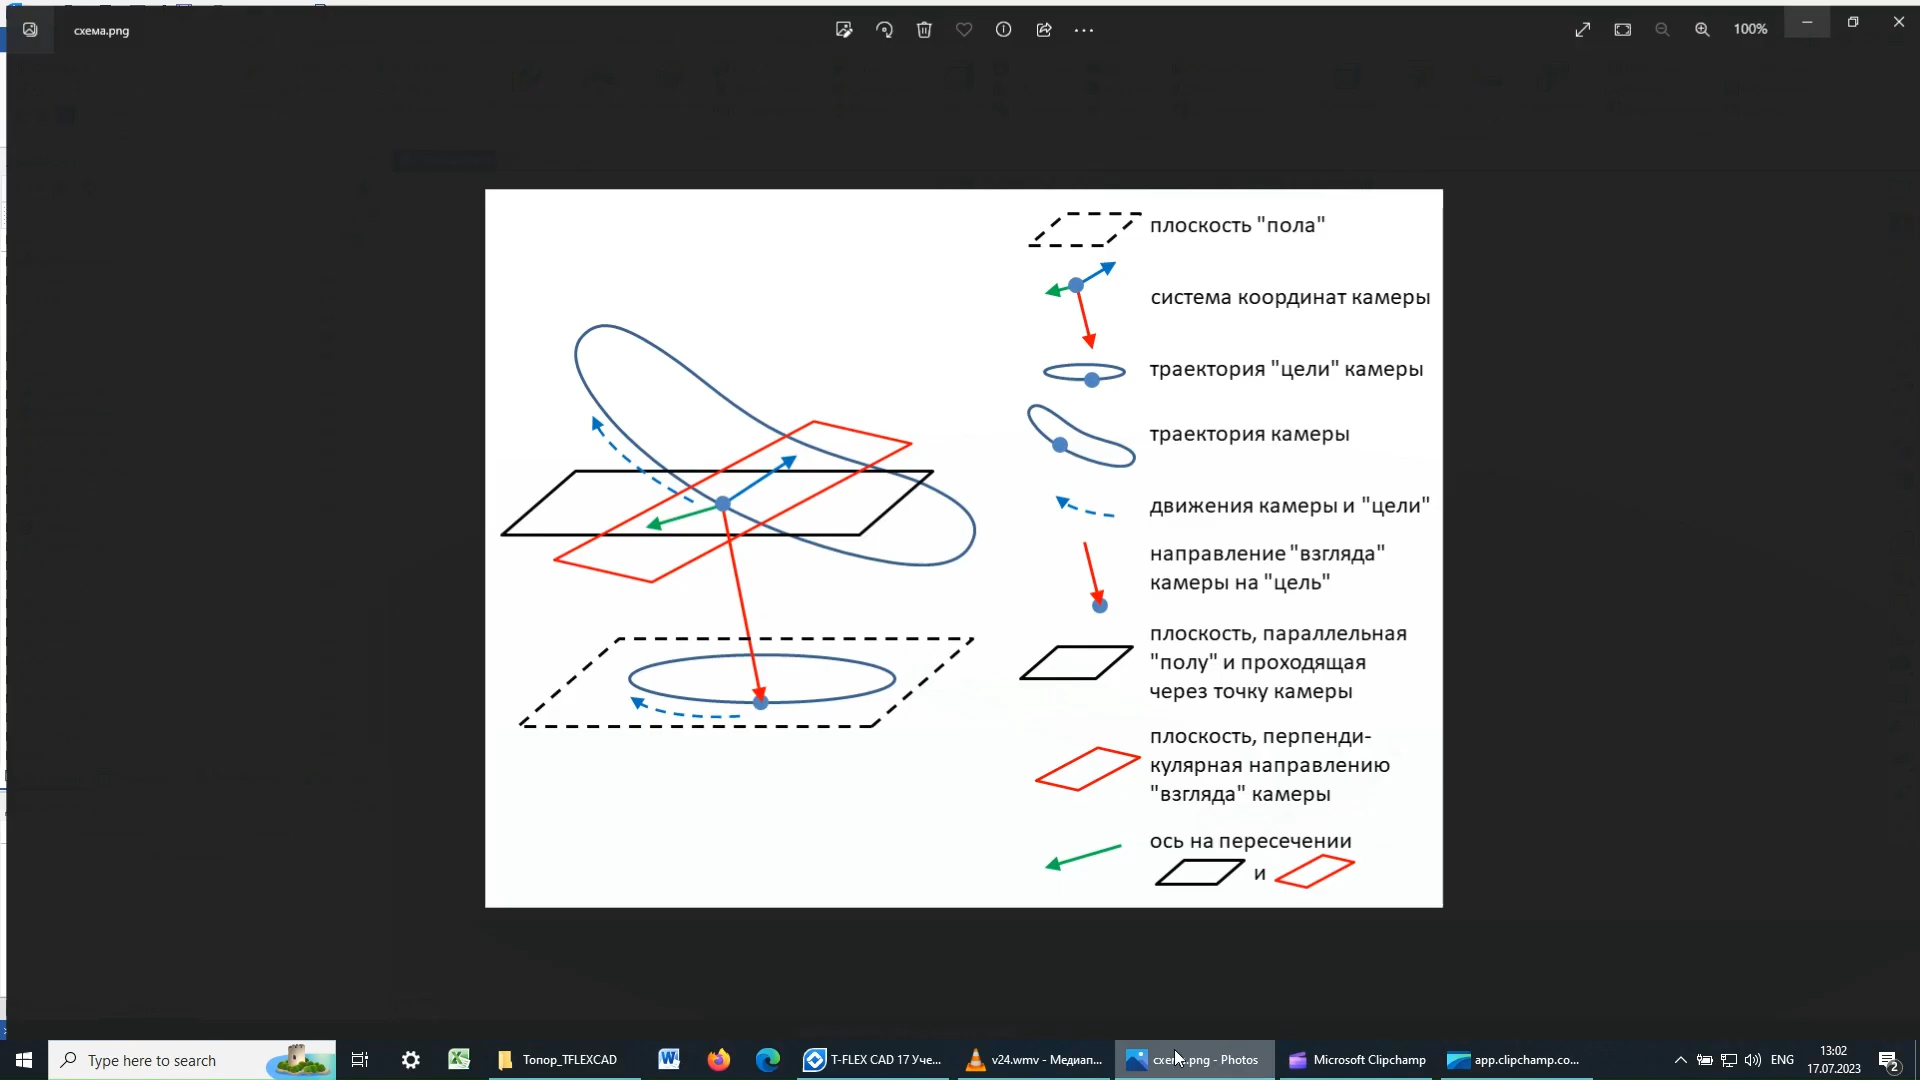 схема.png
100%
плоскость "пола"
система координат камеры
траектория "цели" камеры
траектория камеры
движения камеры и "цели"
направление "взгляда"
камеры на "цель"
плоскость, параллельная
"полу" и проходящая
через точку камеры
плоскость, перпенди-
кулярная направлению
"взгляда" камеры
ось на пересечении
и
Type here to search
Топор_TFLEXCAD
T-FLEX CAD 17 Уче...
v24.wmv - Медиап...
схема.png - Photos
Microsoft Clipchamp
app.clipchamp.co...
ENG
13:02
17.07.2023
2